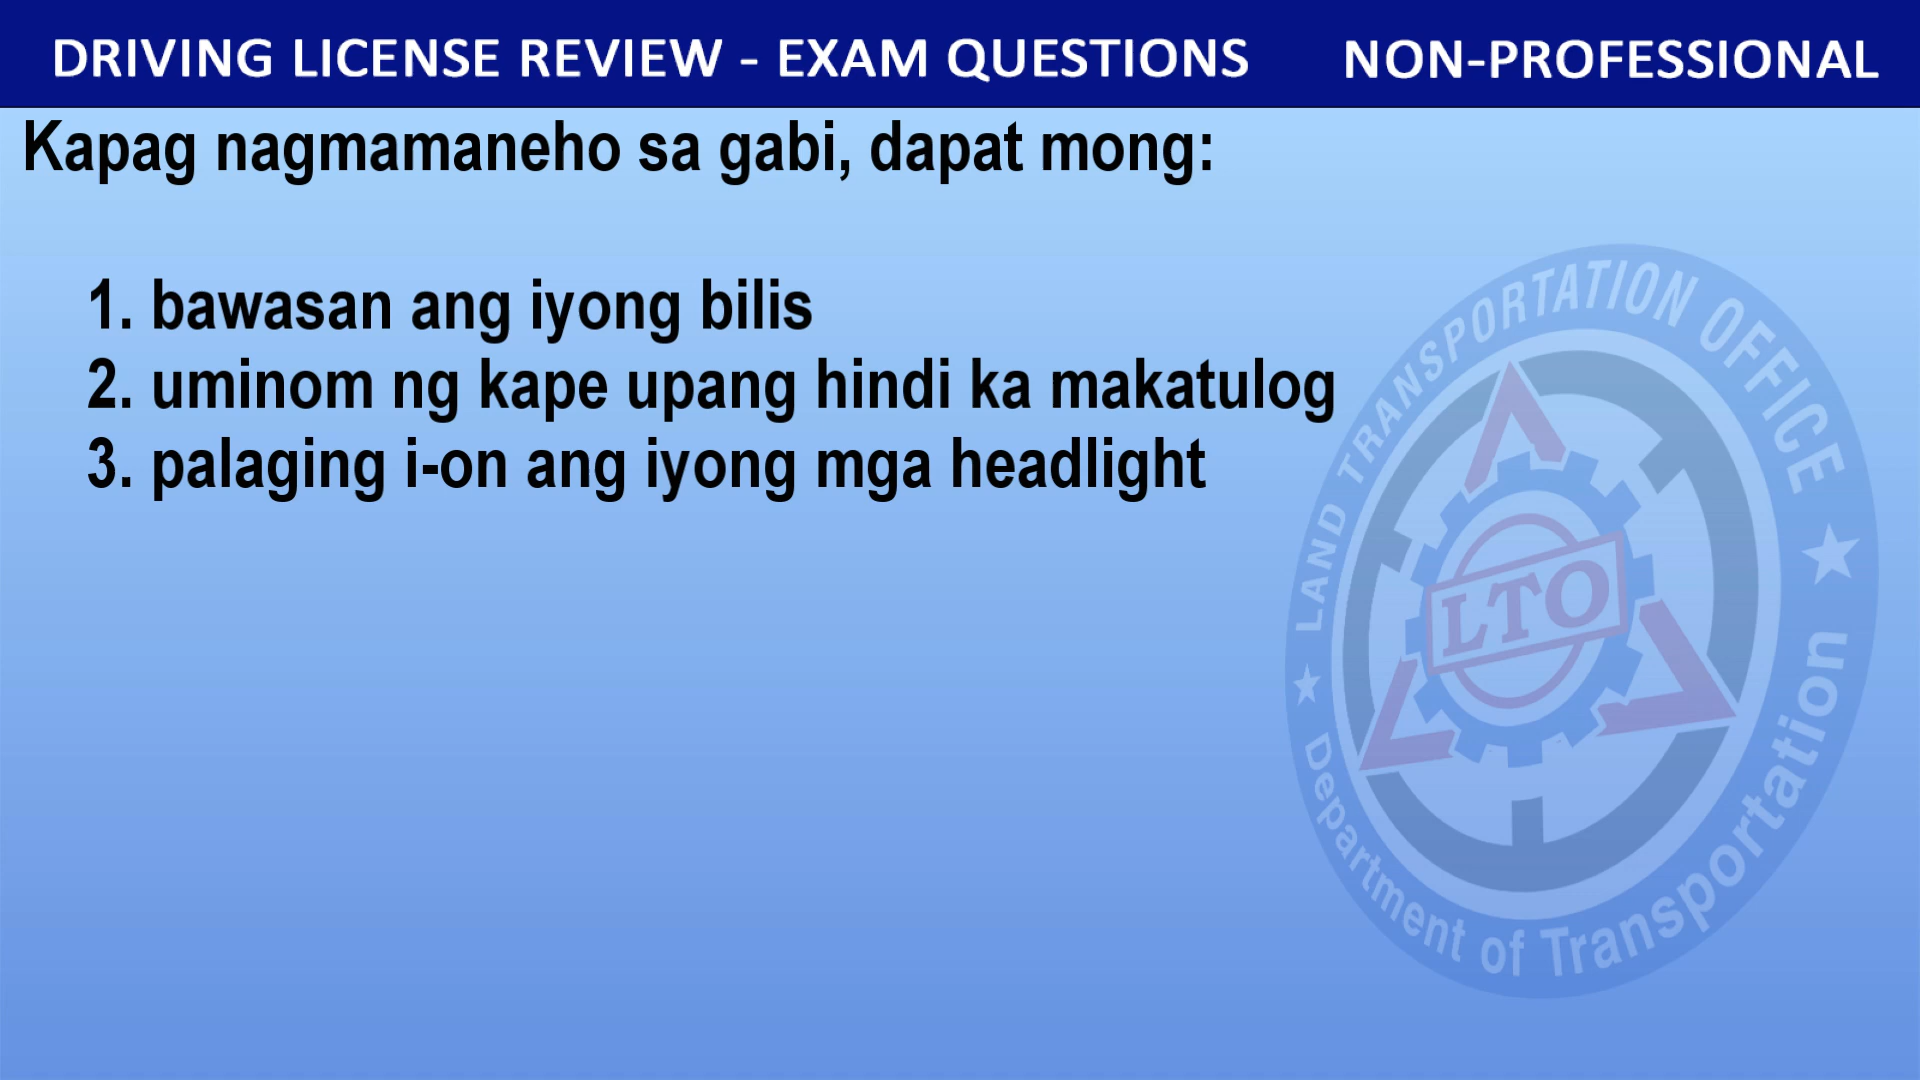 DRIVING LICENSE REVIEW - EXAM QUESTIONS NON-PROFESSIONAL
Kapag nagmamaneho sa gabi, dapat mong:
1. bawasan ang iyong bilis
2. uminom ng kape upang hindi ka makatulog
3. palaging i-on ang iyong mga headlight
LAND TRANSPORTATION OFFICE
LTO
Department of Transportation